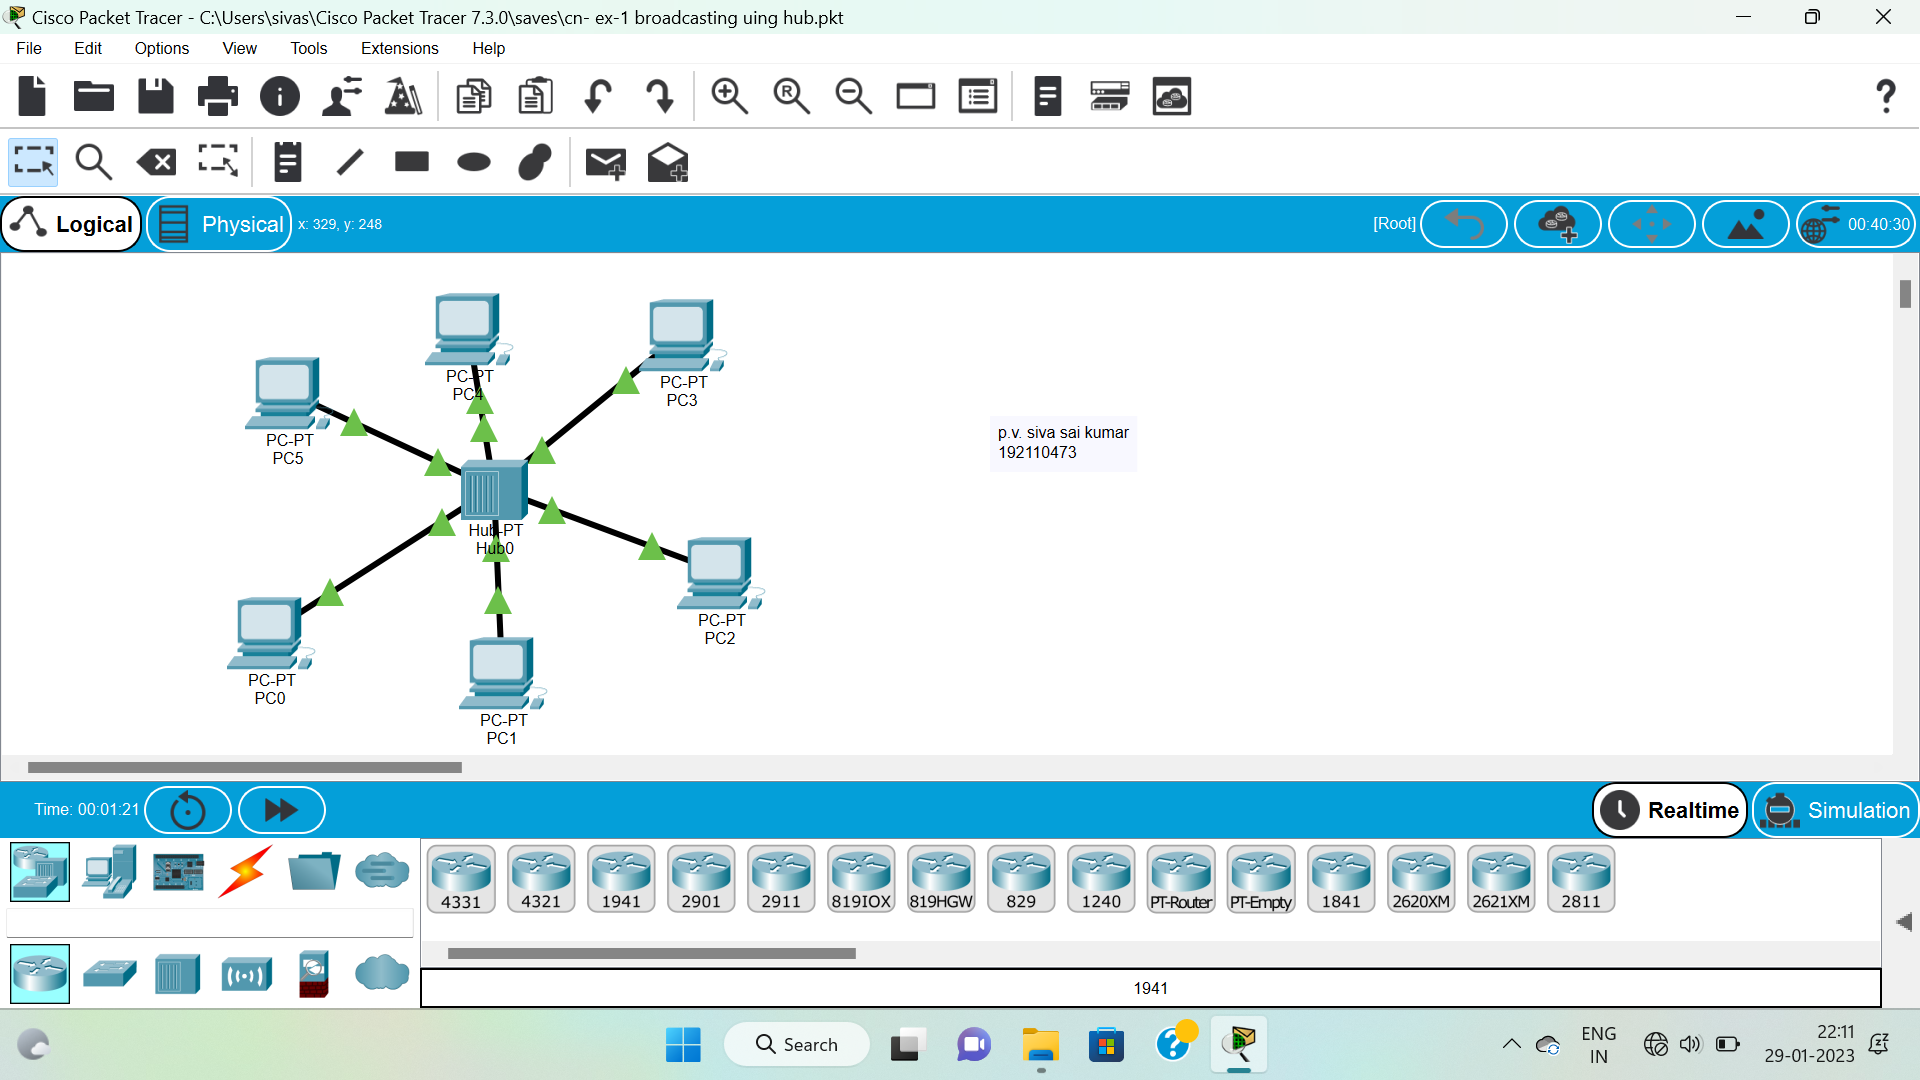 Cisco Packet Tracer - C:\Users\sivas\Cisco Packet Tracer 7.3.0\saves\cn- ex-1 broadcasting uing hub.pkt
File Edit Options View Tools Extensions Help
Logical Physical x: 329, y: 248 [Root] 00:40:30
PC-PT
PC4
PC-PT
PC3
PC-PT
PC5
p.v. siva sai kumar
192110473
Hub-PT
Hub0
PC-PT
PC2
PC-PT
PC0
PC-PT
PC1
Time: 00:01:21 Realtime Simulation
4331 4321 1941 2901 2911 819IOX 819HGW 829 1240 PT-Router PT-Empty 1841 2620XM 2621XM 2811
1941
Search
ENG
IN
22:11
29-01-2023